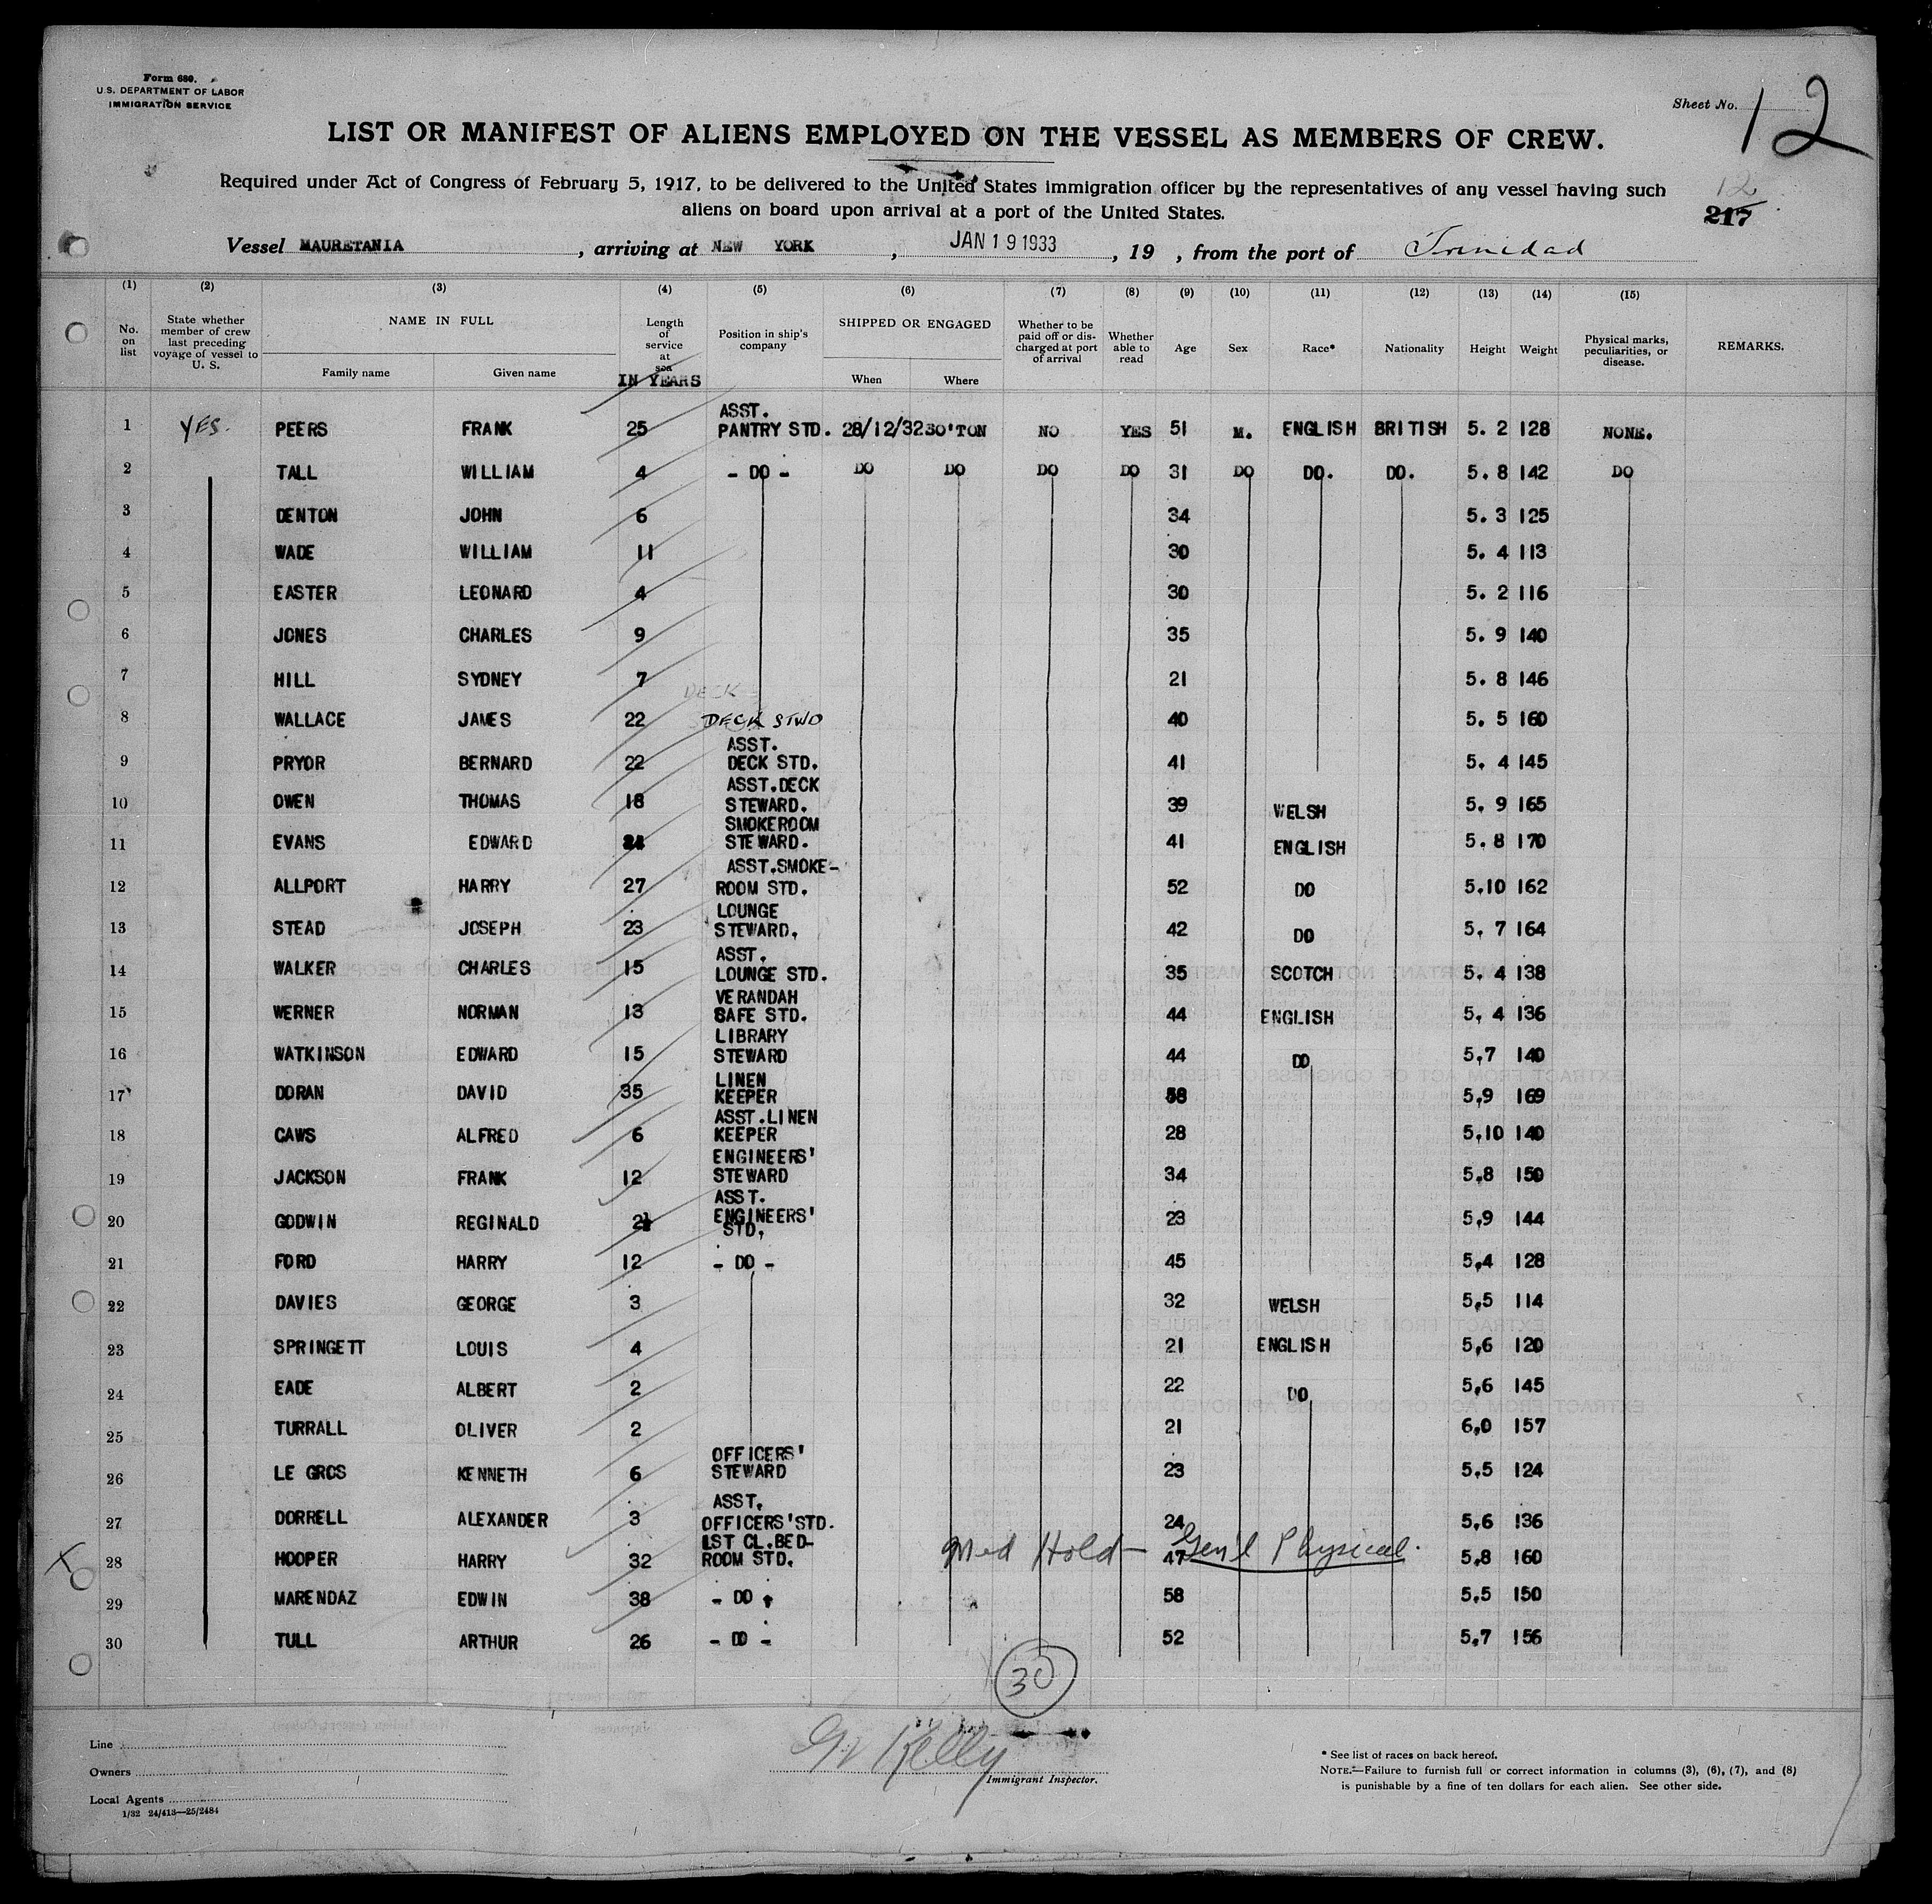 Form 680.
U.S. DEPARTMENT OF LABOR
IMMIGRATION SERVICE
Sheet No. 12
LIST OR MANIFEST OF ALIENS EMPLOYED ON THE VESSEL AS MEMBERS OF CREW.
Required under Act of Congress of February 5, 1917, to be delivered to the United States immigration officer by the representatives of any vessel having such
aliens on board upon arrival at a port of the United States.
12
217
Vessel MAURETANIA, arriving at NEW YORK, JAN 19 1933, 19 , from the port of Trinidad
(1) (2) (3) (4) (5) (6) (7) (8) (9) (10) (11) (12) (13) (14) (15)
No. on list
State whether member of crew last preceding voyage of vessel to U. S.
NAME IN FULL
Family name Given name
Length of service at sea
IN YEARS
Position in ship's company
SHIPPED OR ENGAGED
When Where
Whether to be paid off or discharged at port of arrival
Whether able to read
Age Sex Race* Nationality Height Weight
Physical marks, peculiarities, or disease.
REMARKS.
1 YES. PEERS FRANK 25 ASST. PANTRY STD. 28/12/32 SO'TON NO YES 51 M. ENGLISH BRITISH 5. 2 128 NONE.
2 TALL WILLIAM 4 - DO - DO DO DO DO 31 DO DO. DO. 5. 8 142 DO
3 DENTON JOHN 6 34 5. 3 125
4 WADE WILLIAM 11 30 5. 4 113
5 EASTER LEONARD 4 30 5. 2 116
6 JONES CHARLES 9 35 5. 9 140
7 HILL SYDNEY 7 21 5. 8 146
DECK
8 WALLACE JAMES 22 DECK STWD 40 5. 5 160
9 PRYOR BERNARD 22 ASST. DECK STD. 41 5. 4 145
10 OWEN THOMAS 18 ASST.DECK STEWARD. 39 WELSH 5. 9 165
11 EVANS EDWARD SMOKEROOM STEWARD. 41 ENGLISH 5. 8 170
12 ALLPORT HARRY 27 ASST.SMOKE-ROOM STD. 52 DO 5.10 162
13 STEAD JOSEPH 23 LOUNGE STEWARD. 42 DO 5. 7 164
14 WALKER CHARLES 15 ASST. LOUNGE STD. 35 SCOTCH 5. 4 138
15 WERNER NORMAN 13 VERANDAH SAFE STD. 44 ENGLISH 5. 4 136
16 WATKINSON EDWARD 15 LIBRARY STEWARD 44 DO 5.7 140
17 DORAN DAVID 35 LINEN KEEPER 5.9 169
18 CAWS ALFRED 6 ASST.LINEN KEEPER 28 5.10 140
19 JACKSON FRANK 12 ENGINEERS' STEWARD 34 5.8 150
20 GODWIN REGINALD ASST. ENGINEERS' STD. 23 5.9 144
21 FORD HARRY 12 - DO - 45 5.4 128
22 DAVIES GEORGE 3 32 WELSH 5.5 114
23 SPRINGETT LOUIS 4 21 ENGLISH 5.6 120
24 EADE ALBERT 2 22 DO 5.6 145
25 TURRALL OLIVER 2 21 6.0 157
26 LE GROS KENNETH 6 OFFICERS' STEWARD 23 5.5 124
27 DORRELL ALEXANDER 3 ASST. OFFICERS'STD. 24 5.6 136
X 28 HOOPER HARRY 32 1ST CL.BED-ROOM STD. Med Hold - 47 Gen'l Physical. 5.8 160
29 MARENDAZ EDWIN 38 - DO - 58 5.5 150
30 TULL ARTHUR 26 - DO - 52 5.7 156
30
Line
Owners
Local Agents
1/32 24/413—25/2484
Kelly
Immigrant Inspector.
* See list of races on back hereof.
NOTE.—Failure to furnish full or correct information in columns (3), (6), (7), and (8)
is punishable by a fine of ten dollars for each alien. See other side.